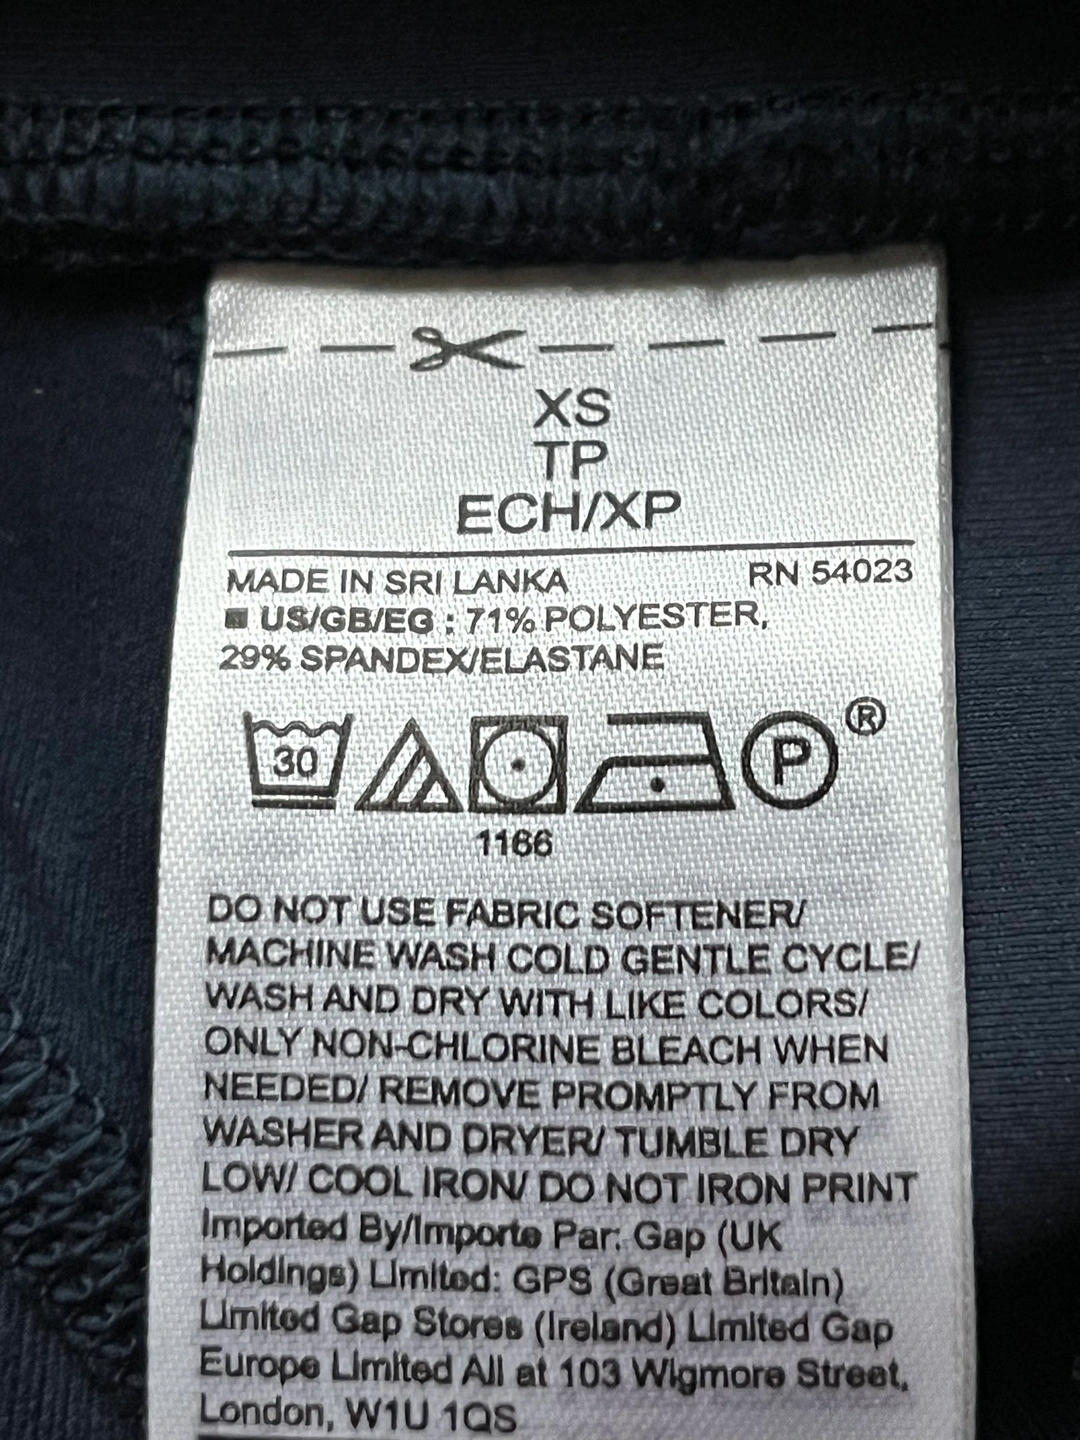 XS
TP
ECH/XP
MADE IN SRI LANKA RN 54023
■ US/GB/EG : 71% POLYESTER,
29% SPANDEX/ELASTANE
30 P ®
1166
DO NOT USE FABRIC SOFTENER/
MACHINE WASH COLD GENTLE CYCLE/
WASH AND DRY WITH LIKE COLORS/
ONLY NON-CHLORINE BLEACH WHEN
NEEDED/ REMOVE PROMPTLY FROM
WASHER AND DRYER/ TUMBLE DRY
LOW/ COOL IRON/ DO NOT IRON PRINT
Imported By/Importe Par: Gap (UK
Holdings) Limited: GPS (Great Britain)
Limited Gap Stores (Ireland) Limited Gap
Europe Limited All at 103 Wigmore Street,
London, W1U 1QS